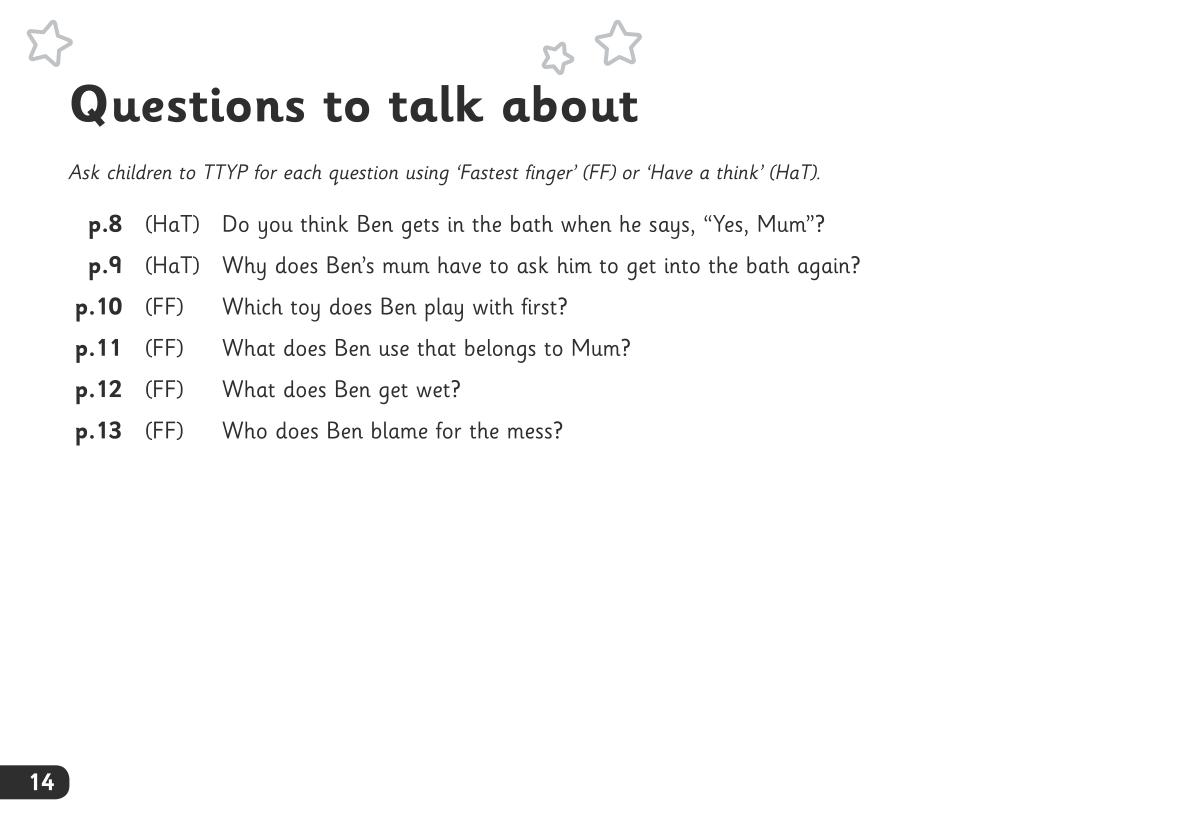 Questions to talk about
Ask children to TTYP for each question using ‘Fastest finger’ (FF) or ‘Have a think’ (HaT).
p.8 (HaT) Do you think Ben gets in the bath when he says, “Yes, Mum”?
p.9 (HaT) Why does Ben’s mum have to ask him to get into the bath again?
p.10 (FF) Which toy does Ben play with first?
p.11 (FF) What does Ben use that belongs to Mum?
p.12 (FF) What does Ben get wet?
p.13 (FF) Who does Ben blame for the mess?
14